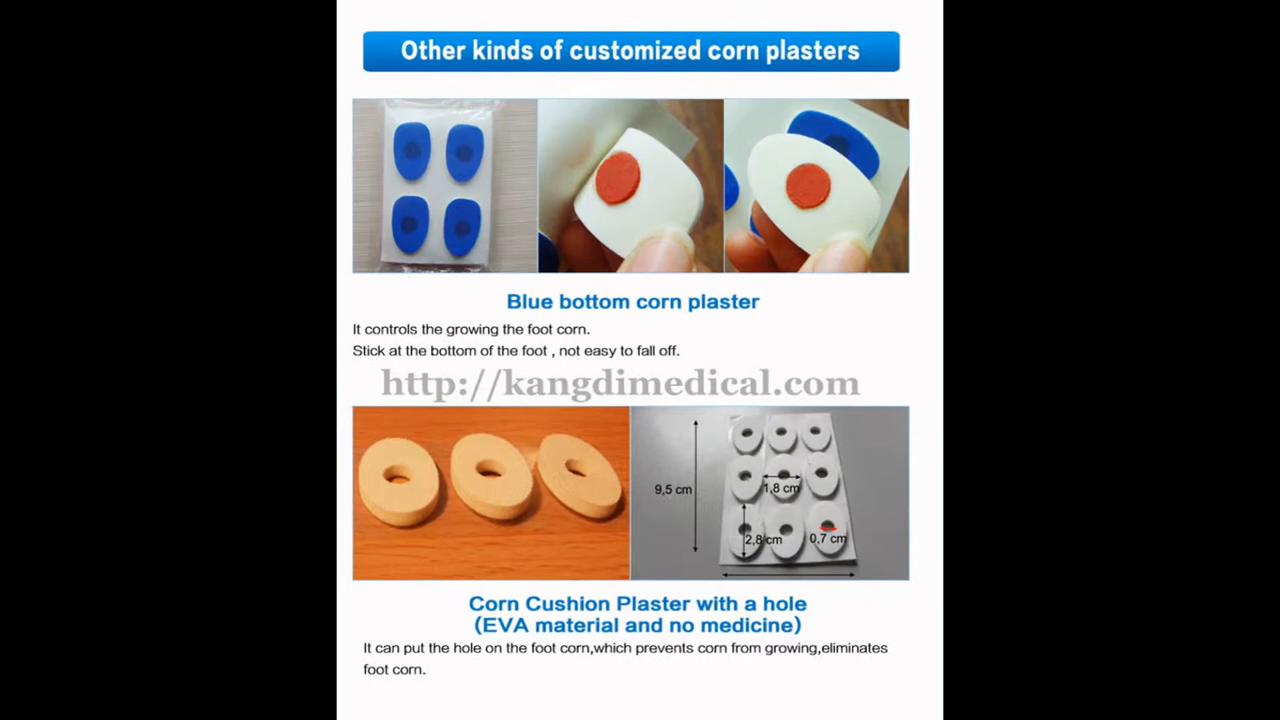 Other kinds of customized corn plasters
Blue bottom corn plaster
It controls the growing the foot corn.
Stick at the bottom of the foot , not easy to fall off.
http://kangdimedical.com
9,5 cm
1,8 cm
2,8 cm
0,7 cm
Corn Cushion Plaster with a hole
(EVA material and no medicine)
It can put the hole on the foot corn,which prevents corn from growing,eliminates
foot corn.